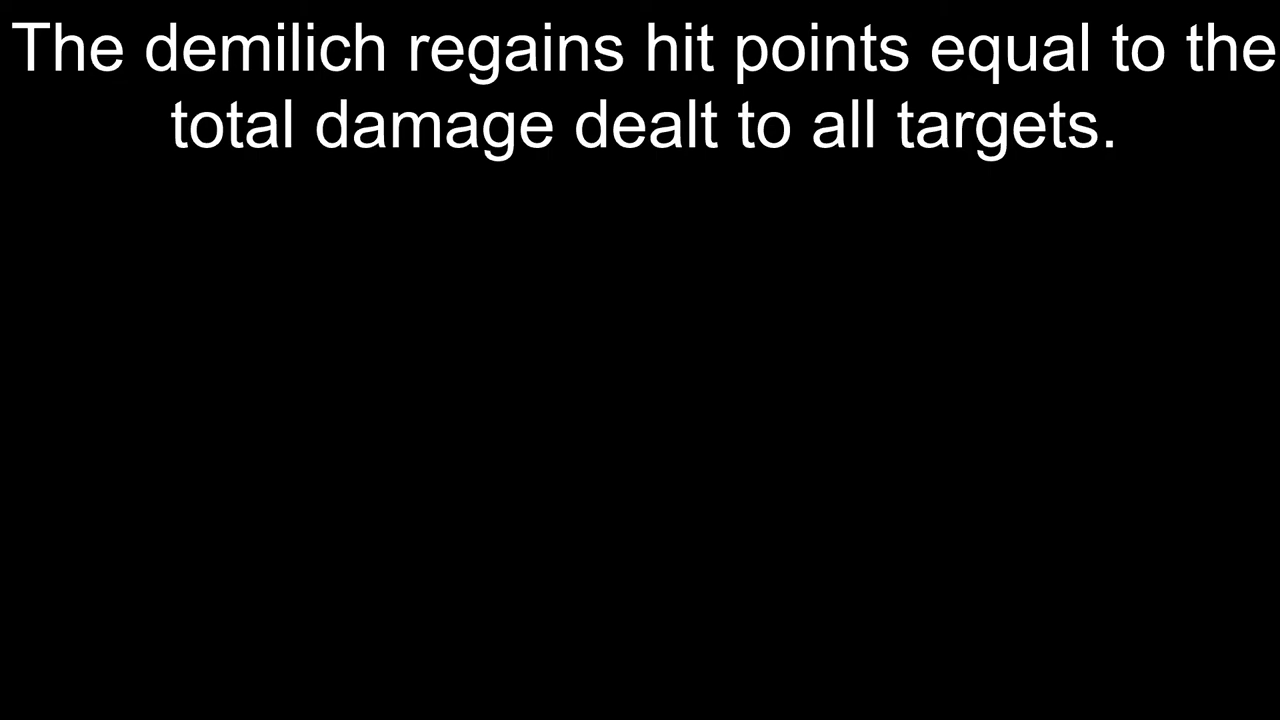 The demilich regains hit points equal to the
total damage dealt to all targets.